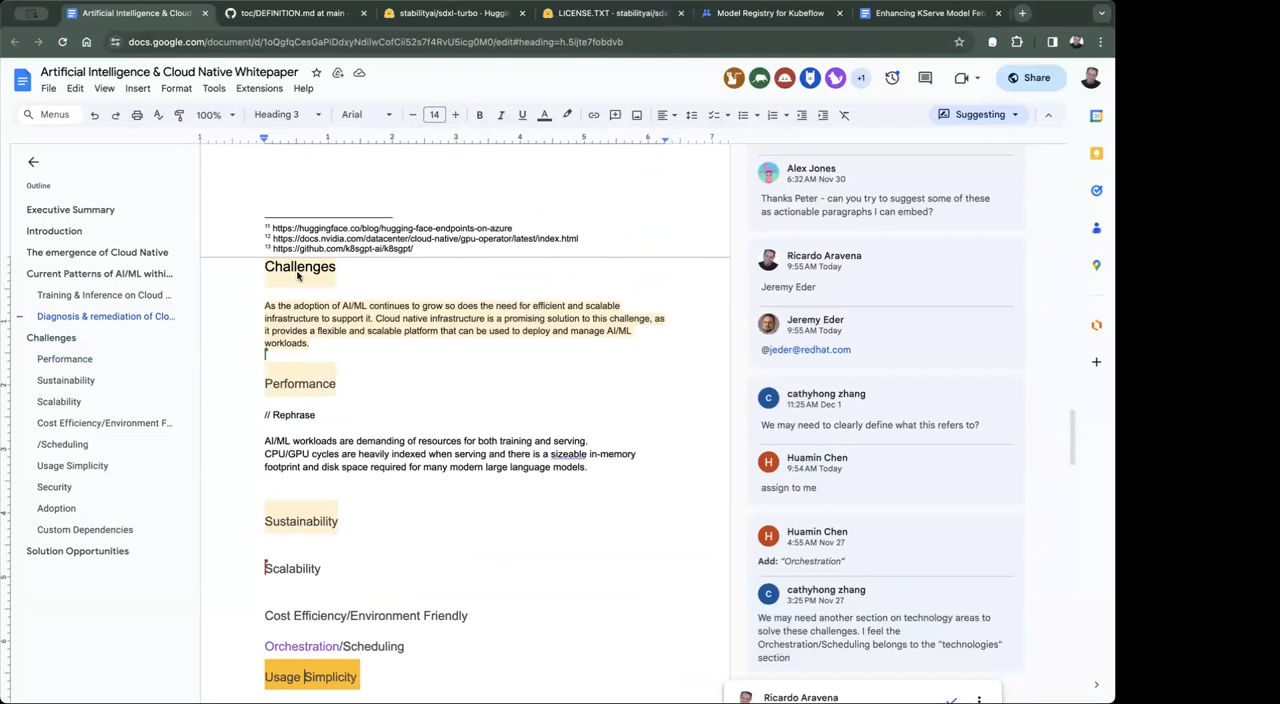 Artificial Intelligence & Cloud
toc/DEFINITION.md at main
stabilityai/sdxl-turbo · Huggi
LICENSE.TXT · stabilityai/sdx
Model Registry for Kubeflow
Enhancing KServe Model Fet
docs.google.com/document/d/1oQgfqCesGaPiDdxyNdilwCofCii52s7f4RvU5icg0M0/edit#heading=h.5ijte7fobdvb
Artificial Intelligence & Cloud Native Whitepaper
+1
Share
File Edit View Insert Format Tools Extensions Help
Menus
100%
Heading 3
Arial
14
B I U A
Suggesting
1 1 2 3 4 5 6 7
Outline
Executive Summary
Introduction
The emergence of Cloud Native
Current Patterns of AI/ML withi...
Training & Inference on Cloud ...
Diagnosis & remediation of Clo...
Challenges
Performance
Sustainability
Scalability
Cost Efficiency/Environment F...
/Scheduling
Usage Simplicity
Security
Adoption
Custom Dependencies
Solution Opportunities
11 https://huggingface.co/blog/hugging-face-endpoints-on-azure
12 https://docs.nvidia.com/datacenter/cloud-native/gpu-operator/latest/index.html
13 https://github.com/k8sgpt-ai/k8sgpt/
Challenges
As the adoption of AI/ML continues to grow so does the need for efficient and scalable
infrastructure to support it. Cloud native infrastructure is a promising solution to this challenge, as
it provides a flexible and scalable platform that can be used to deploy and manage AI/ML
workloads.
Performance
// Rephrase
AI/ML workloads are demanding of resources for both training and serving.
CPU/GPU cycles are heavily indexed when serving and there is a sizeable in-memory
footprint and disk space required for many modern large language models.
Sustainability
Scalability
Cost Efficiency/Environment Friendly
Orchestration/Scheduling
Usage Simplicity
Alex Jones
6:32 AM Nov 30
Thanks Peter - can you try to suggest some of these
as actionable paragraphs I can embed?
Ricardo Aravena
9:55 AM Today
Jeremy Eder
Jeremy Eder
9:55 AM Today
@jeder@redhat.com
C
cathyhong zhang
11:25 AM Dec 1
We may need to clearly define what this refers to?
H
Huamin Chen
9:54 AM Today
assign to me
H
Huamin Chen
4:55 AM Nov 27
Add: “Orchestration”
C
cathyhong zhang
3:25 PM Nov 27
We may need another section on technology areas to
solve these challenges. I feel the
Orchestration/Scheduling belongs to the "technologies"
section
Ricardo Aravena